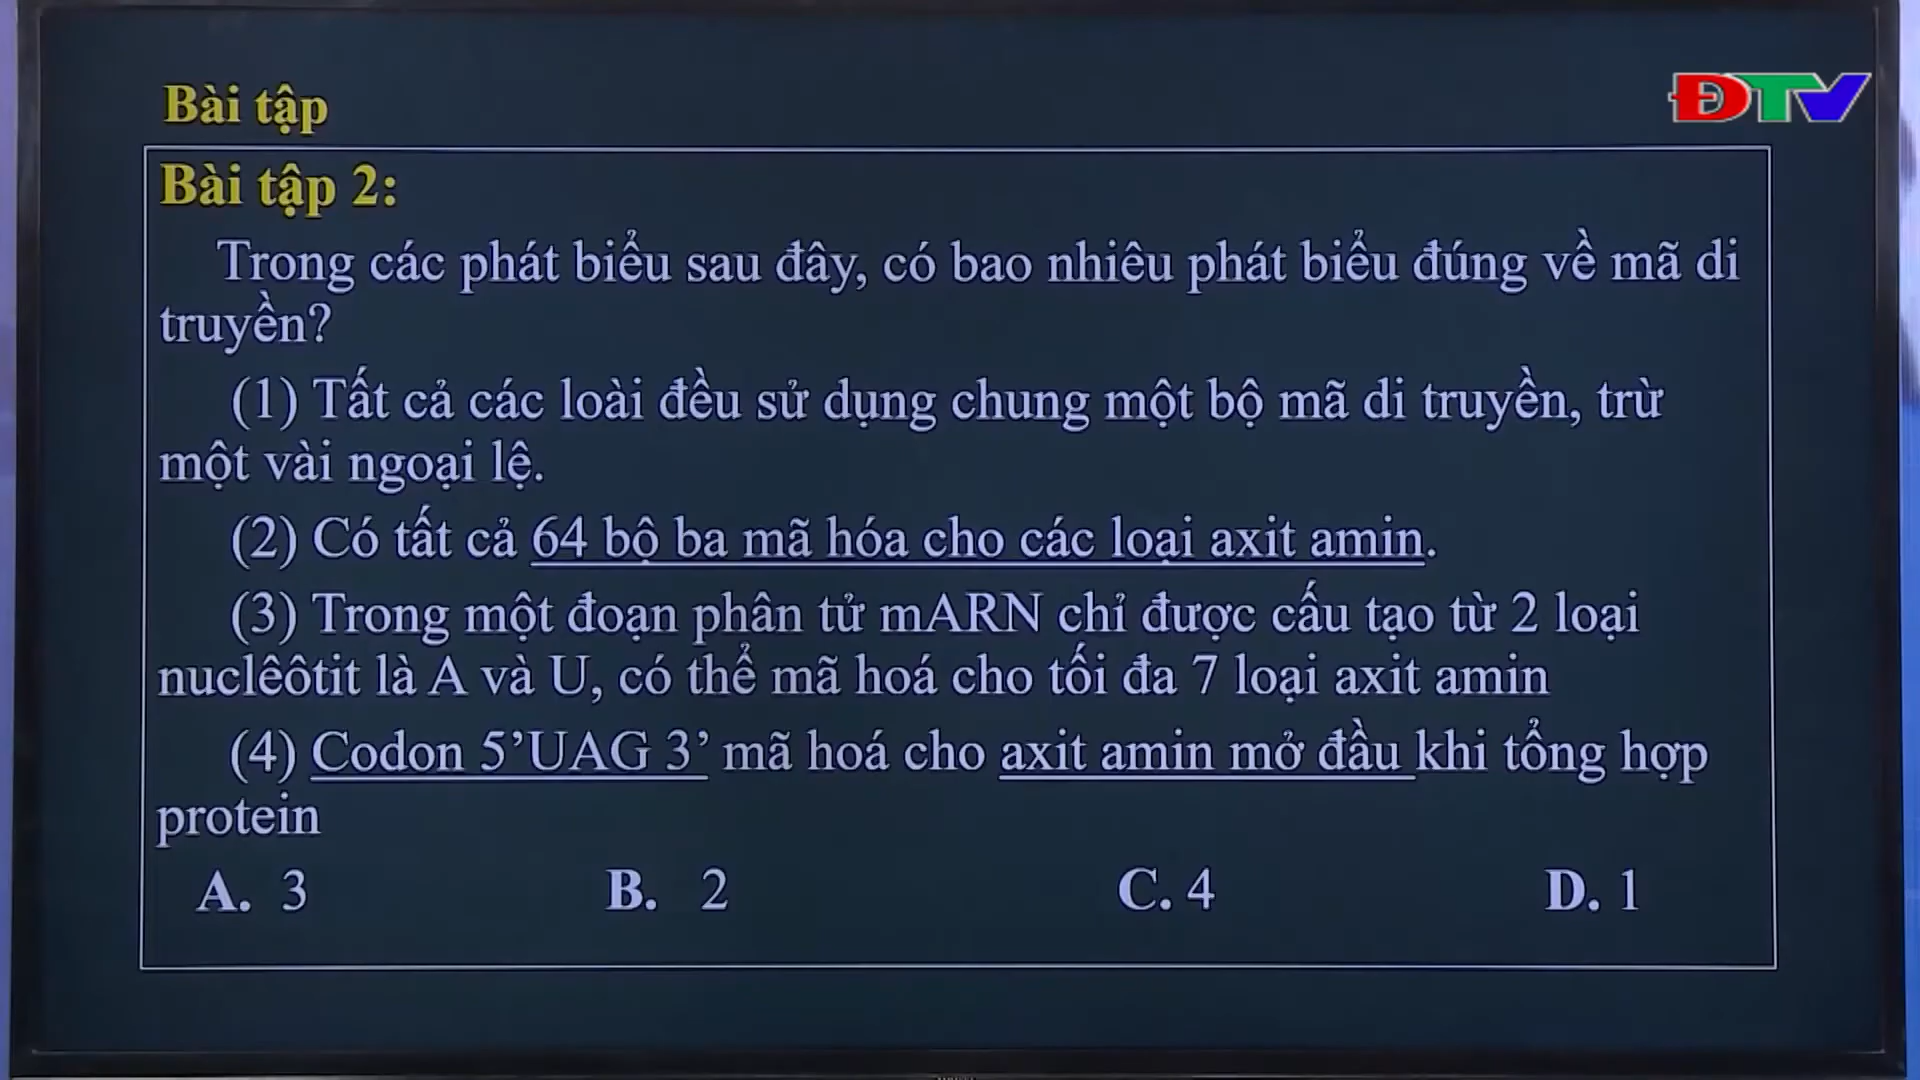 ĐTV
Bài tập
Bài tập 2:
Trong các phát biểu sau đây, có bao nhiêu phát biểu đúng về mã di
truyền?
(1) Tất cả các loài đều sử dụng chung một bộ mã di truyền, trừ
một vài ngoại lệ.
(2) Có tất cả 64 bộ ba mã hóa cho các loại axit amin.
(3) Trong một đoạn phân tử mARN chỉ được cấu tạo từ 2 loại
nuclêôtit là A và U, có thể mã hoá cho tối đa 7 loại axit amin
(4) Codon 5’UAG 3’ mã hoá cho axit amin mở đầu khi tổng hợp
protein
A. 3 B. 2 C. 4 D. 1